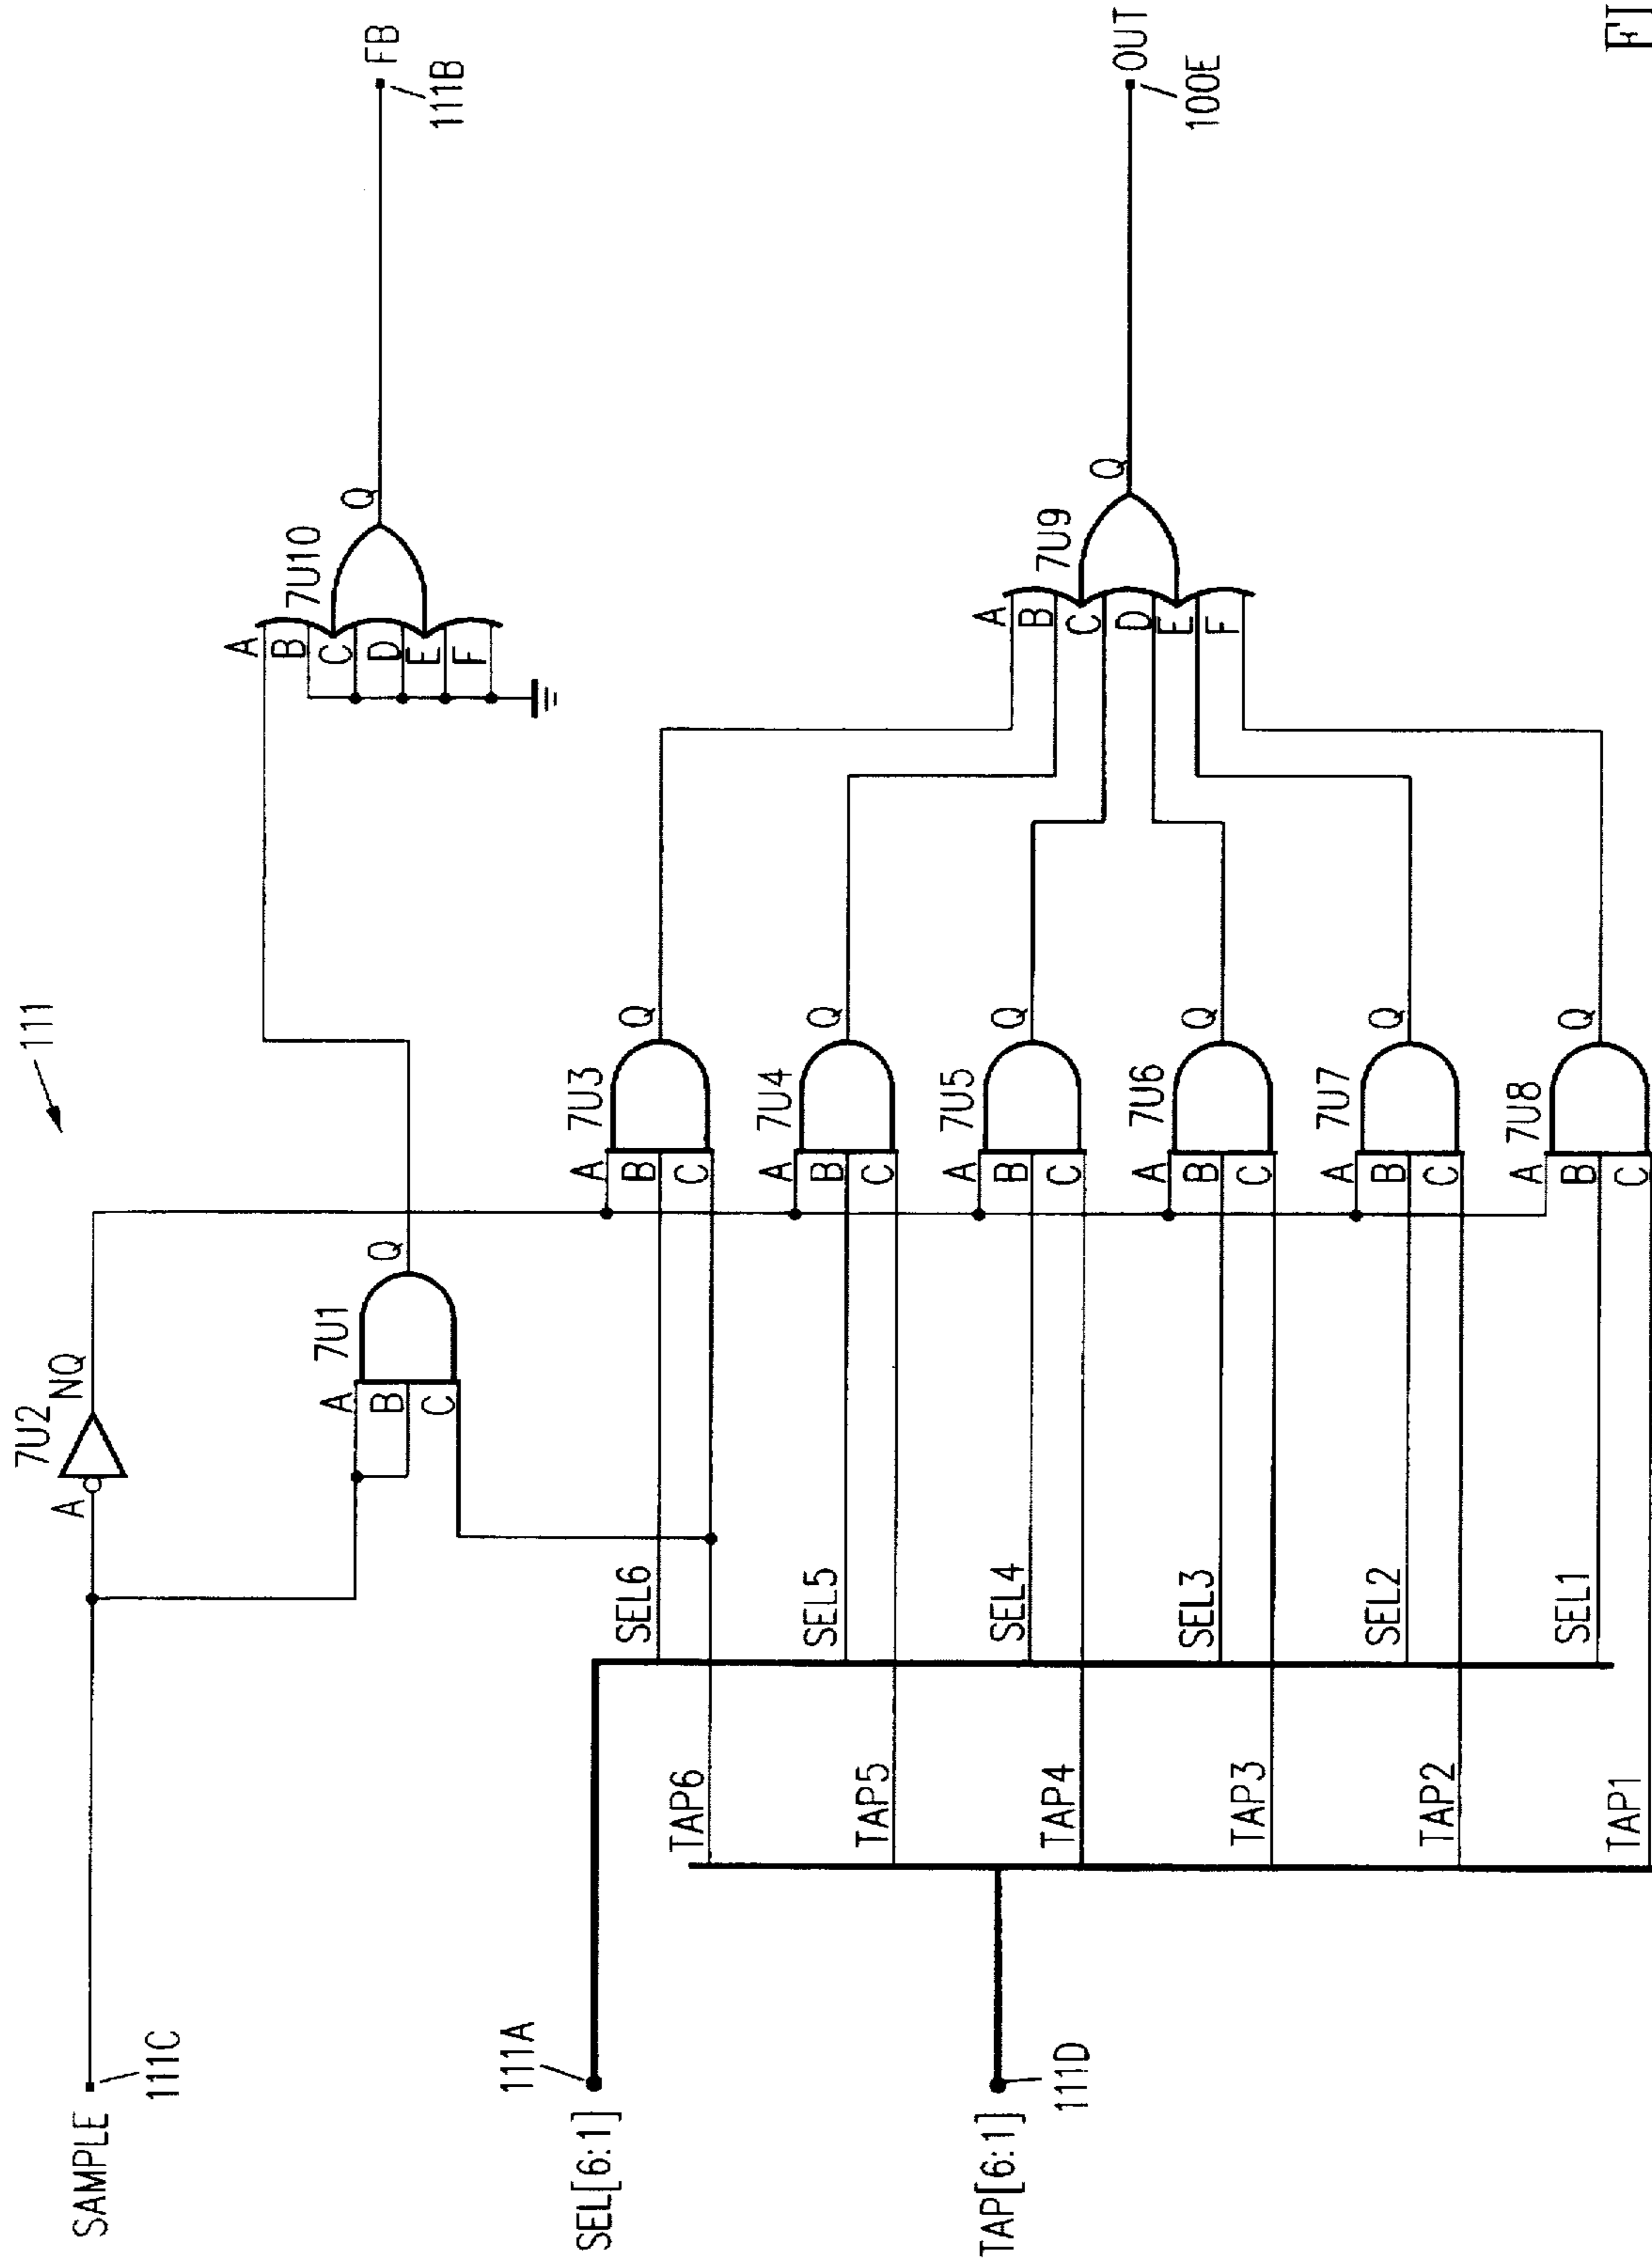 111
7U2
A
NQ
SAMPLE
111C
7U1
A
B
C
Q
7U10
A
B
C
D
E
F
Q
FB
111B
SEL[6:1]
111A
TAP[6:1]
111D
TAP6
SEL6
7U3
A
B
C
Q
TAP5
SEL5
7U4
A
B
C
Q
TAP4
SEL4
7U5
A
B
C
Q
TAP3
SEL3
7U6
A
B
C
Q
TAP2
SEL2
7U7
A
B
C
Q
TAP1
SEL1
7U8
A
B
C
Q
7U9
A
B
C
D
E
F
Q
OUT
100E